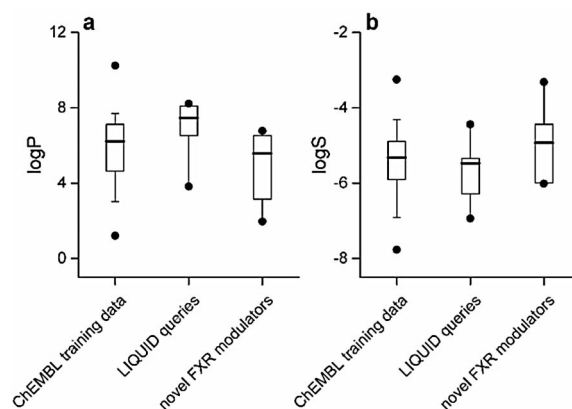 a
12
8
4
0
logP
ChEMBL training data
LIQUID queries
novel FXR modulators
b
-2
-4
-6
-8
logS
ChEMBL training data
LIQUID queries
novel FXR modulators